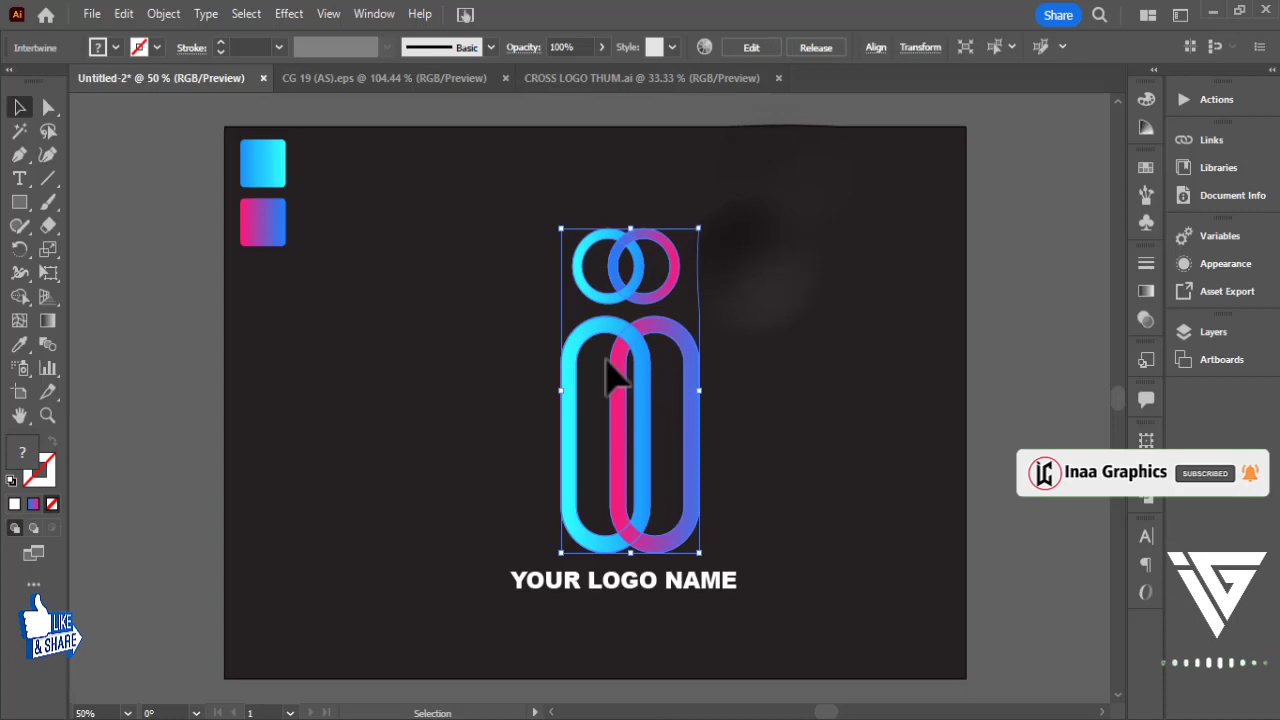 Ai
File Edit Object Type Select Effect View Window Help
Share
Intertwine
?
Stroke:
Basic
Opacity: 100%
Style:
Edit
Release
Align
Transform
Untitled-2* @ 50 % (RGB/Preview)
CG 19 (AS).eps @ 104.44 % (RGB/Preview)
CROSS LOGO THUM.ai @ 33.33 % (RGB/Preview)
Actions
Links
Libraries
Document Info
Variables
Appearance
Asset Export
Layers
Artboards
?
Inaa Graphics
SUBSCRIBED
YOUR LOGO NAME
LIKE
& SHARE
50%
0°
1
Selection